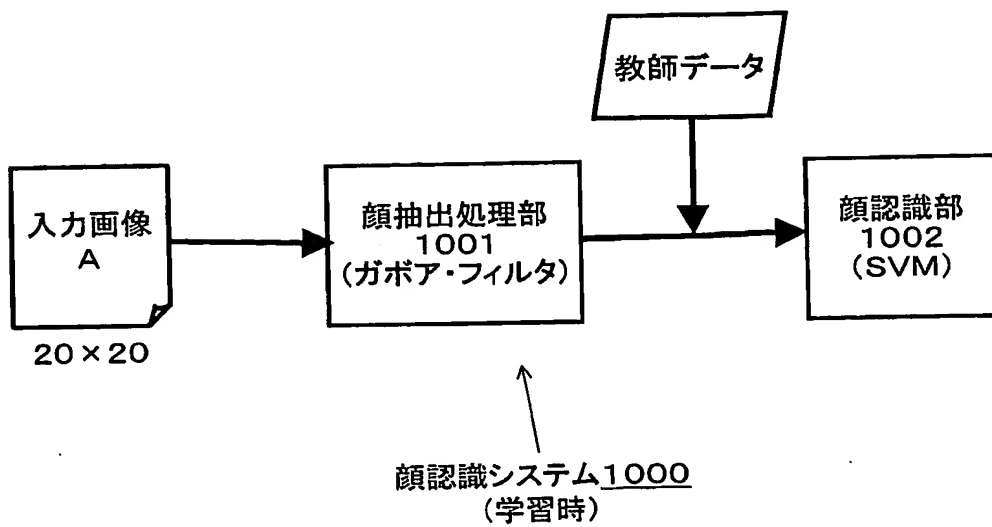 教師データ
入力画像
A
20×20
顔抽出処理部
1001
(ガボア・フィルタ)
顔認識部
1002
(SVM)
顔認識システム1000
(学習時)